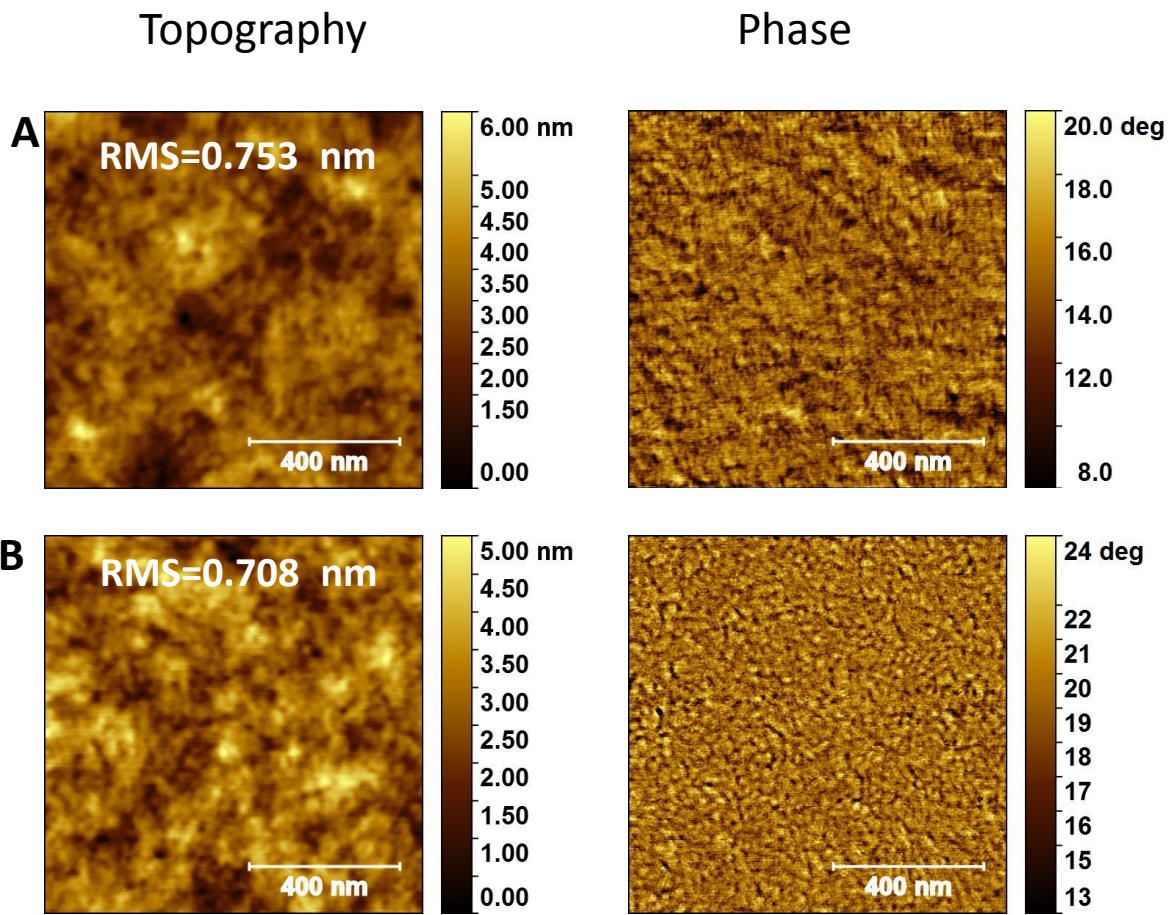 Topography
Phase
A
RMS=0.753 nm
400 nm
6.00 nm
5.00
4.50
4.00
3.50
3.00
2.50
2.00
1.50
0.00
400 nm
20.0 deg
18.0
16.0
14.0
12.0
8.0
B
RMS=0.708 nm
400 nm
5.00 nm
4.50
4.00
3.50
3.00
2.50
2.00
1.50
1.00
0.00
400 nm
24 deg
22
21
20
19
18
17
16
15
13